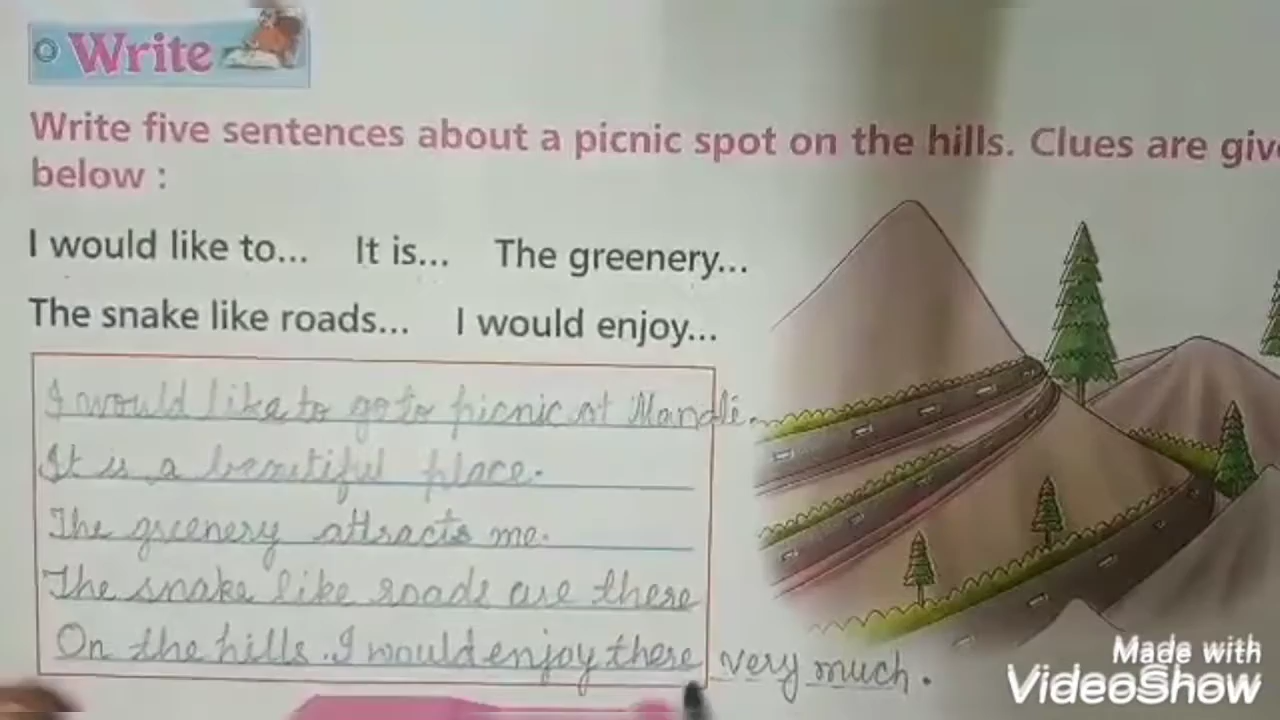 Write
Write five sentences about a picnic spot on the hills. Clues are giv
below :
I would like to... It is... The greenery...
The snake like roads... I would enjoy...
I would like to go to picnic at Manali.
It is a beautiful place.
The greenery attracts me.
The snake like roads are there
On the hills. I would enjoy there very much.
Made with
VideoShow